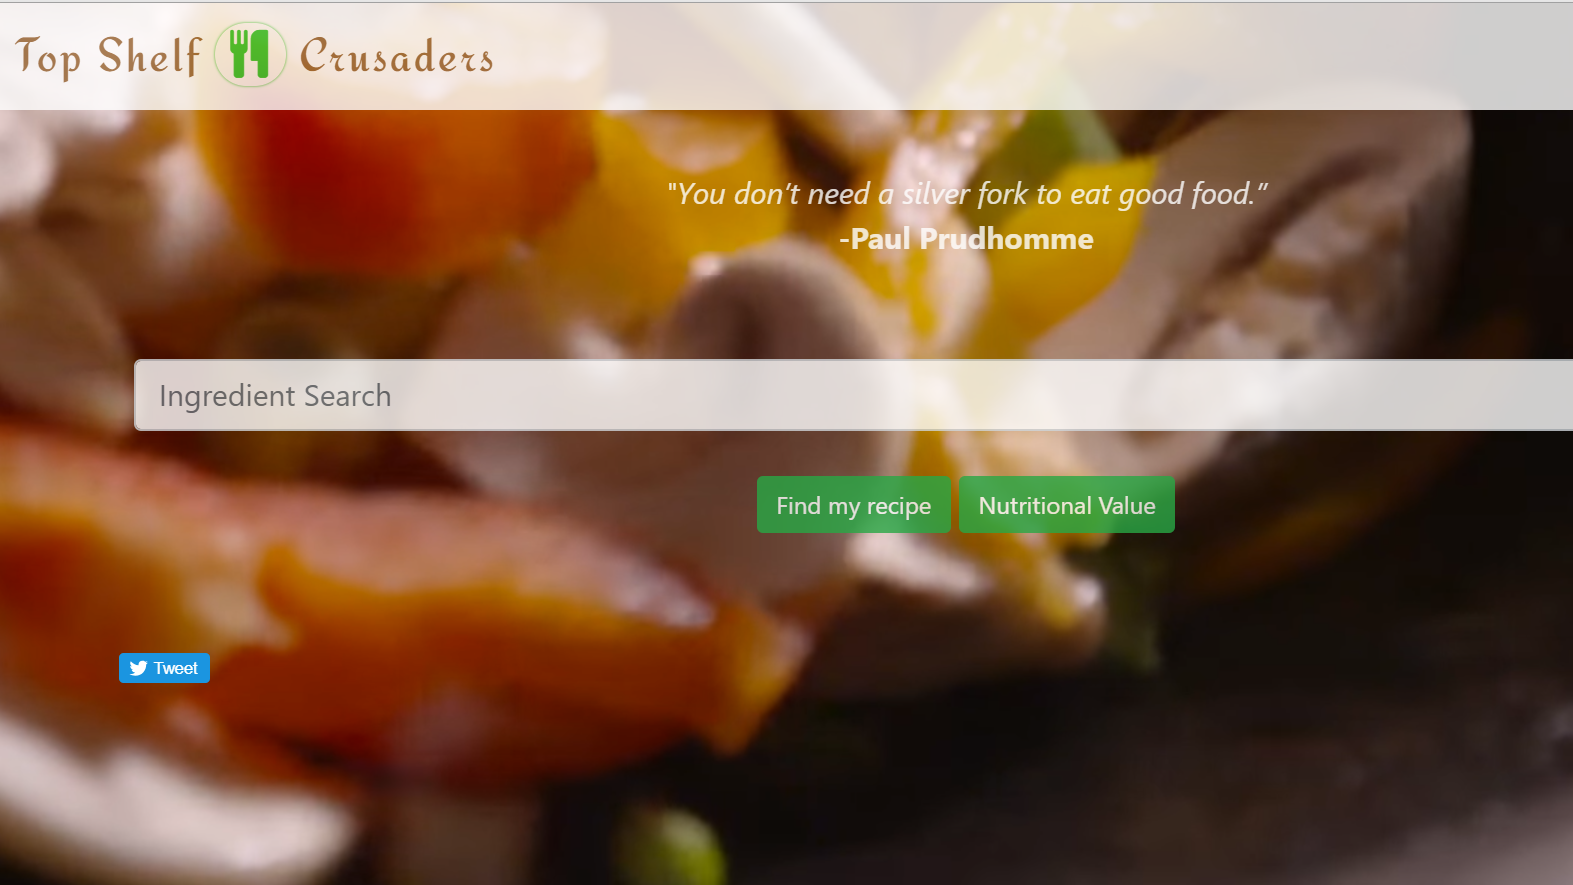 Top Shelf Crusaders
"You don't need a silver fork to eat good food.”
-Paul Prudhomme
Ingredient Search
Find my recipe Nutritional Value
Tweet